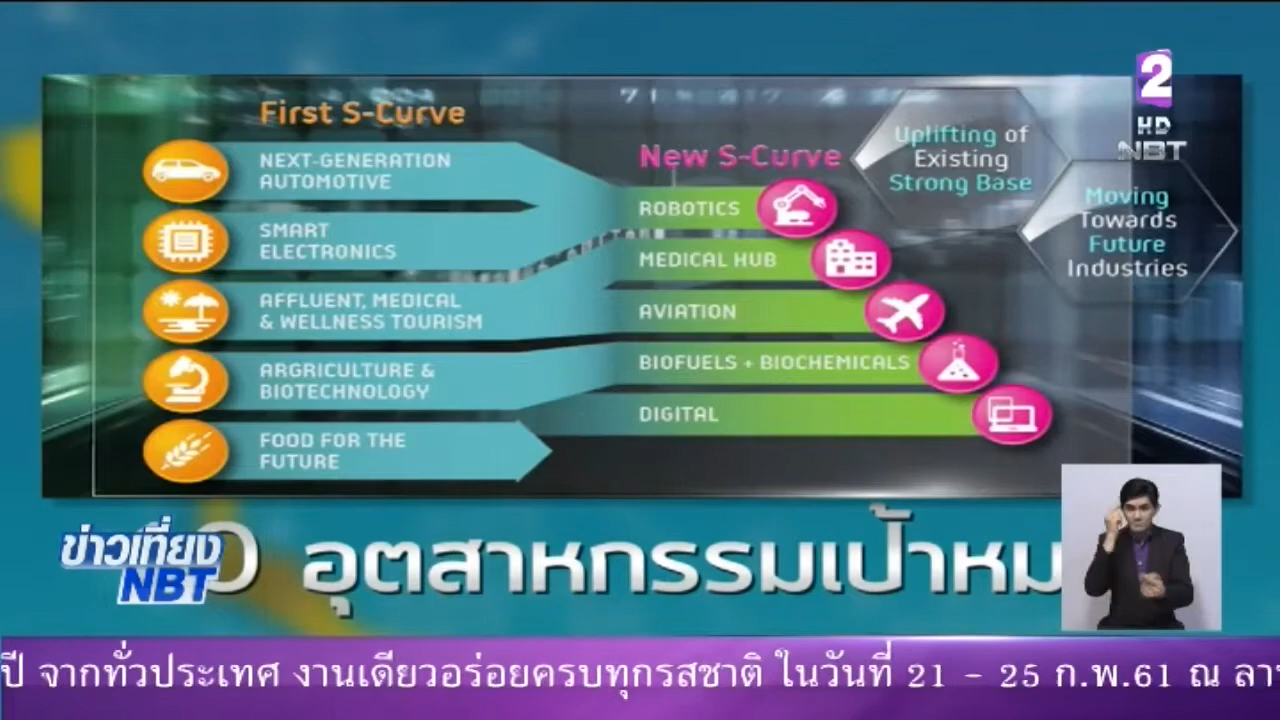 First S-Curve
NEXT-GENERATION
AUTOMOTIVE
SMART
ELECTRONICS
AFFLUENT, MEDICAL
& WELLNESS TOURISM
ARGRICULTURE &
BIOTECHNOLOGY
FOOD FOR THE
FUTURE
New S-Curve
ROBOTICS
MEDICAL HUB
AVIATION
BIOFUELS + BIOCHEMICALS
DIGITAL
Uplifting of
Existing
Strong Base
Moving
Towards
Future
Industries
2
HD
NBT
ข่าวเที่ยง
NBT
อุตสาหกรรมเป้าหม
ปี จากทั่วประเทศ งานเดียวอร่อยครบทุกรสชาติ ในวันที่ 21 - 25 ก.พ.61 ณ ลา